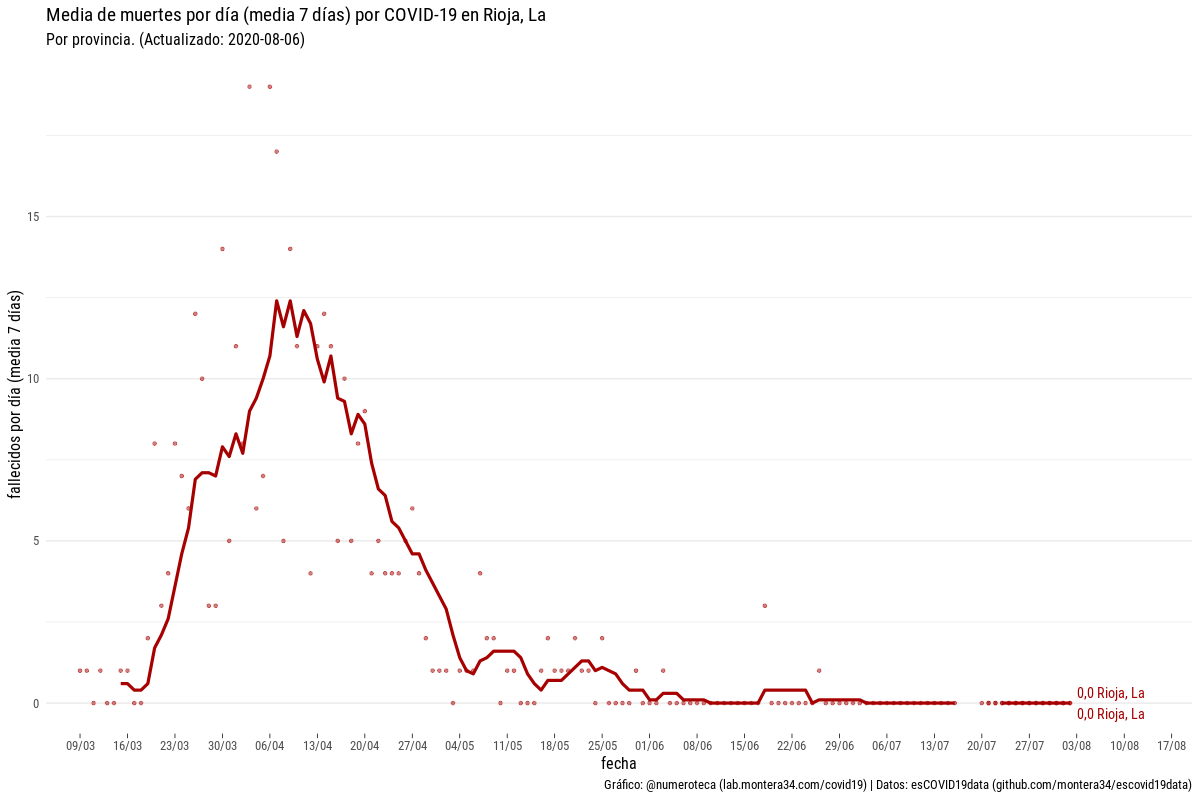 Media de muertes por día (media 7 días) por COVID-19 en Rioja, La
Por provincia. (Actualizado: 2020-08-06)
fallecidos por día (media 7 días)
15
10
5
0
0,0 Rioja, La
0,0 Rioja, La
09/03 16/03 23/03 30/03 06/04 13/04 20/04 27/04 04/05 11/05 18/05 25/05 01/06 08/06 15/06 22/06 29/06 06/07 13/07 20/07 27/07 03/08 10/08 17/08
fecha
Gráfico: @numeroteca (lab.montera34.com/covid19) | Datos: esCOVID19data (github.com/montera34/escovid19data)